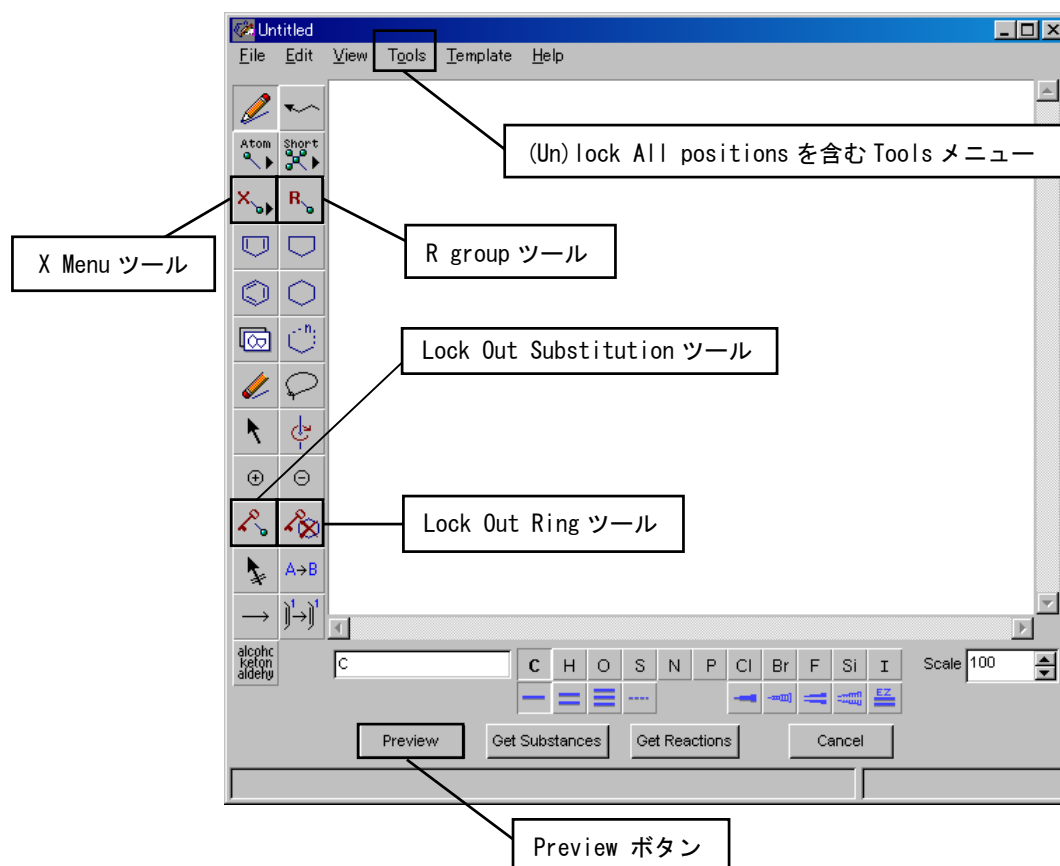 Untitled
File Edit View Tools Template Help
Atom Short
(Un)lock All positions を含む Tools メニュー
X R
X Menu ツール
R group ツール
n
Lock Out Substitution ツール
Lock Out Ring ツール
A→B
1 1
alcohc
keton
aldehy
C
C H O S N P Cl Br F Si I
Scale 100
EZ
Preview Get Substances Get Reactions Cancel
Preview ボタン